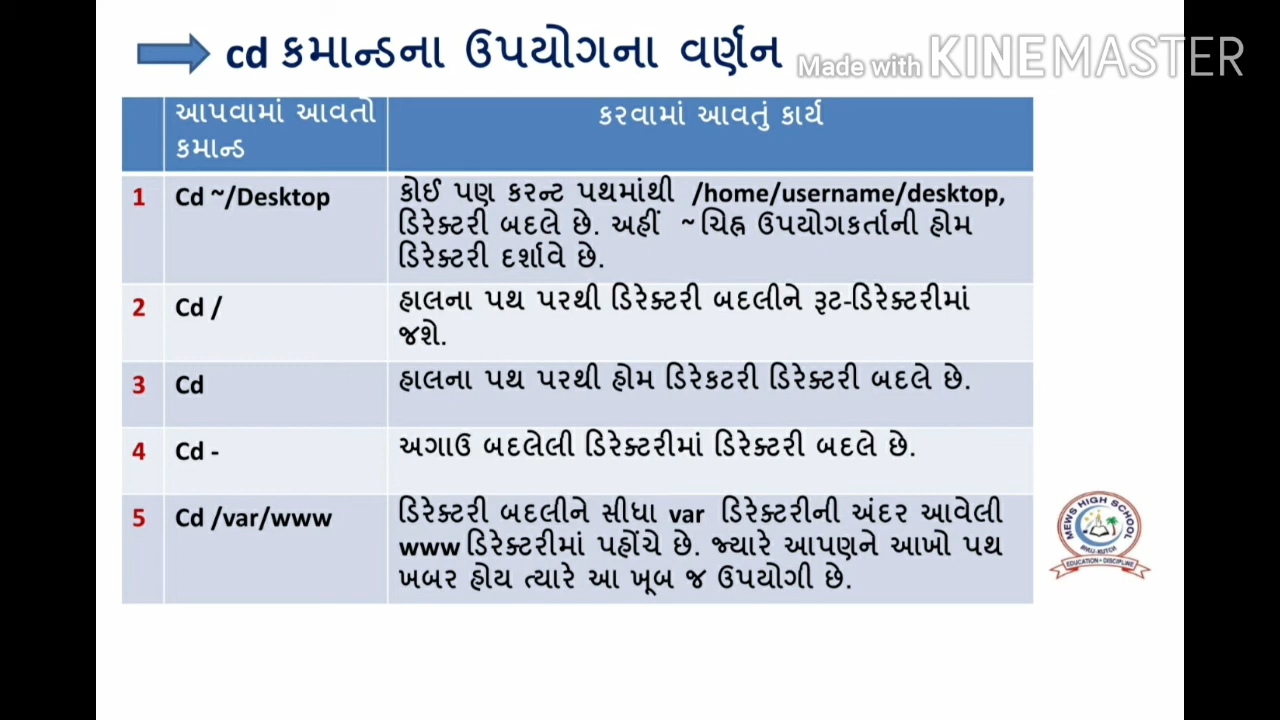 cd કમાન્ડના ઉપયોગના વર્ણન
Made with KINEMASTER
આપવામાં આવતો
કમાન્ડ
કરવામાં આવતું કાર્ય
1 Cd ~/Desktop
કોઈ પણ કરન્ટ પથમાંથી /home/username/desktop,
ડિરેક્ટરી બદલે છે. અહીં ~ ચિહ્ન ઉપયોગકર્તાની હોમ
ડિરેક્ટરી દર્શાવે છે.
2 Cd /
હાલના પથ પરથી ડિરેક્ટરી બદલીને રૂટ-ડિરેક્ટરીમાં
જશે.
3 Cd
હાલના પથ પરથી હોમ ડિરેકટરી ડિરેક્ટરી બદલે છે.
4 Cd -
અગાઉ બદલેલી ડિરેક્ટરીમાં ડિરેક્ટરી બદલે છે.
5 Cd /var/www
ડિરેક્ટરી બદલીને સીધા var ડિરેક્ટરીની અંદર આવેલી
www ડિરેક્ટરીમાં પહોંચે છે. જ્યારે આપણને આખો પથ
ખબર હોય ત્યારે આ ખૂબ જ ઉપયોગી છે.
MEWS HIGH SCHOOL
BHUJ-KUTCH
EDUCATION - DISCIPLINE